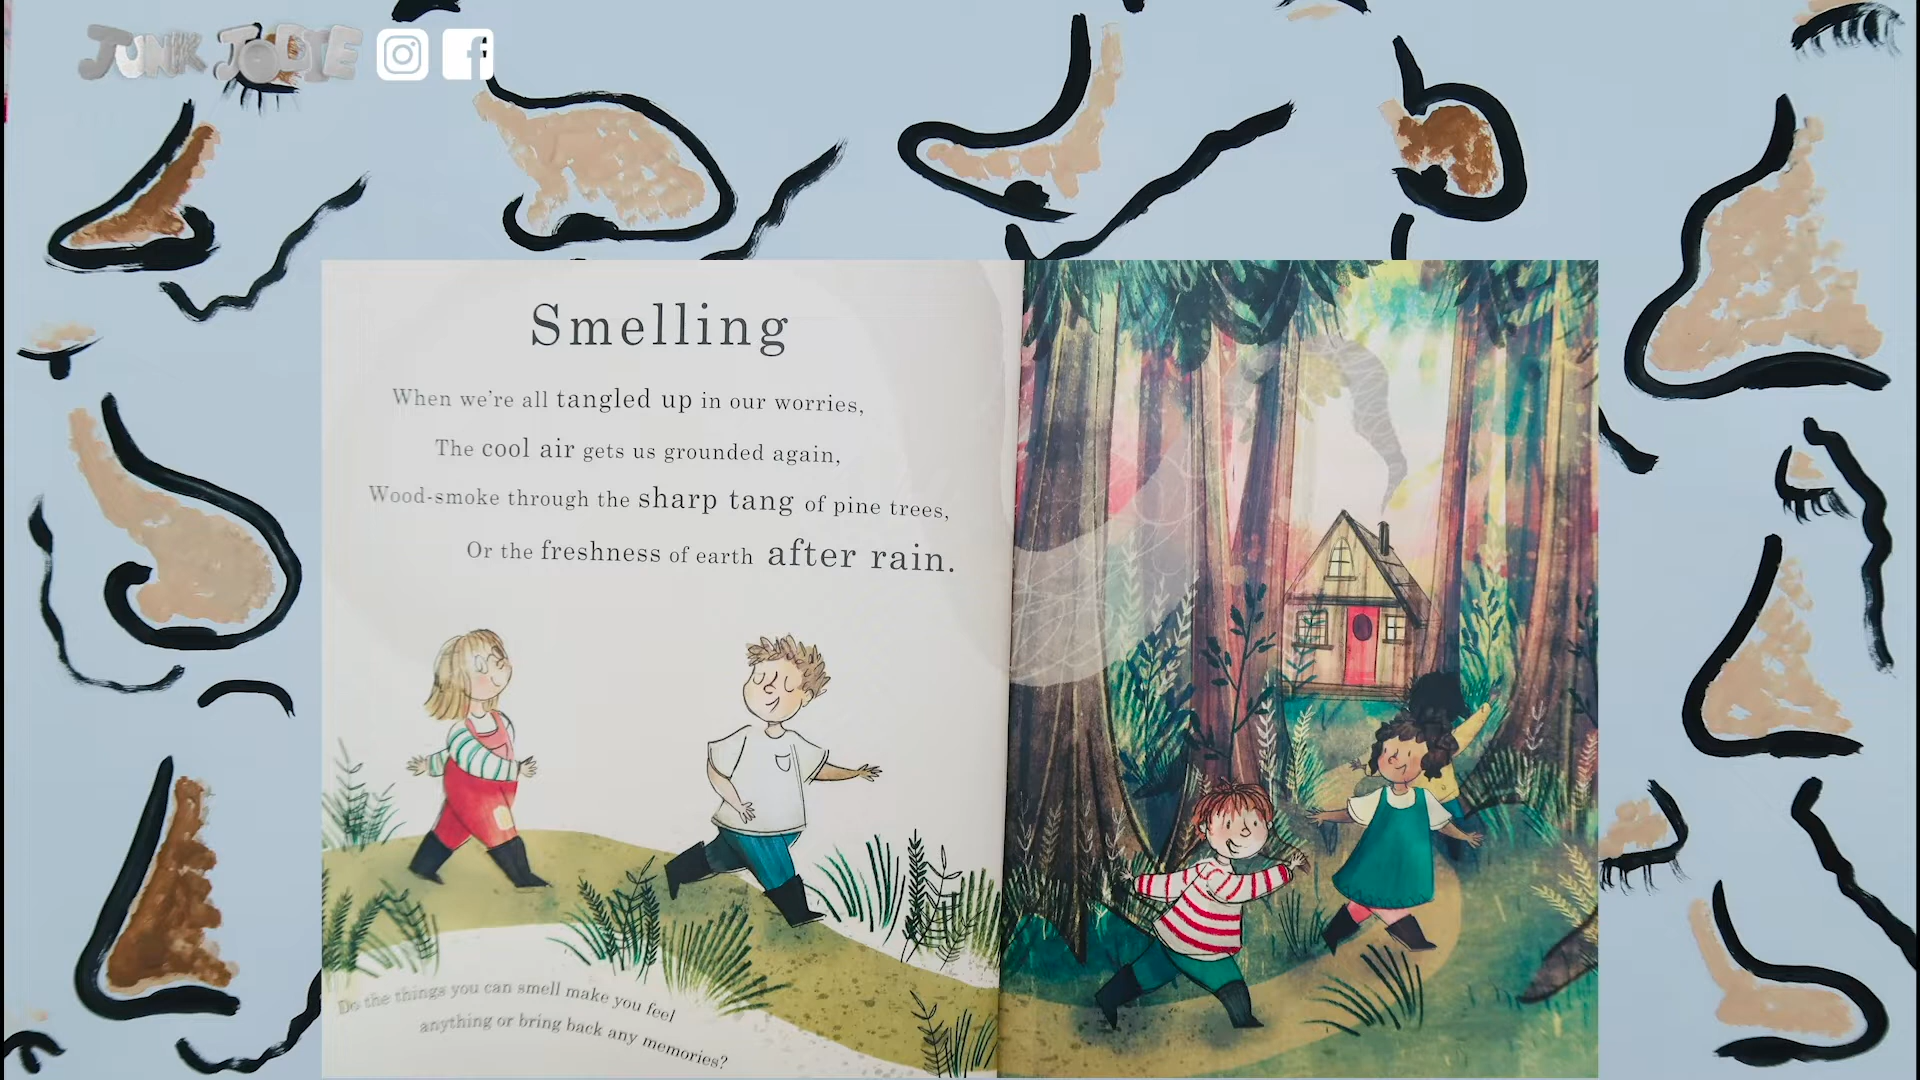 JUNK JODIE
Smelling
When we're all tangled up in our worries,
The cool air gets us grounded again,
Wood-smoke through the sharp tang of pine trees,
Or the freshness of earth after rain.
Do the things you can smell make you feel
anything or bring back any memories?